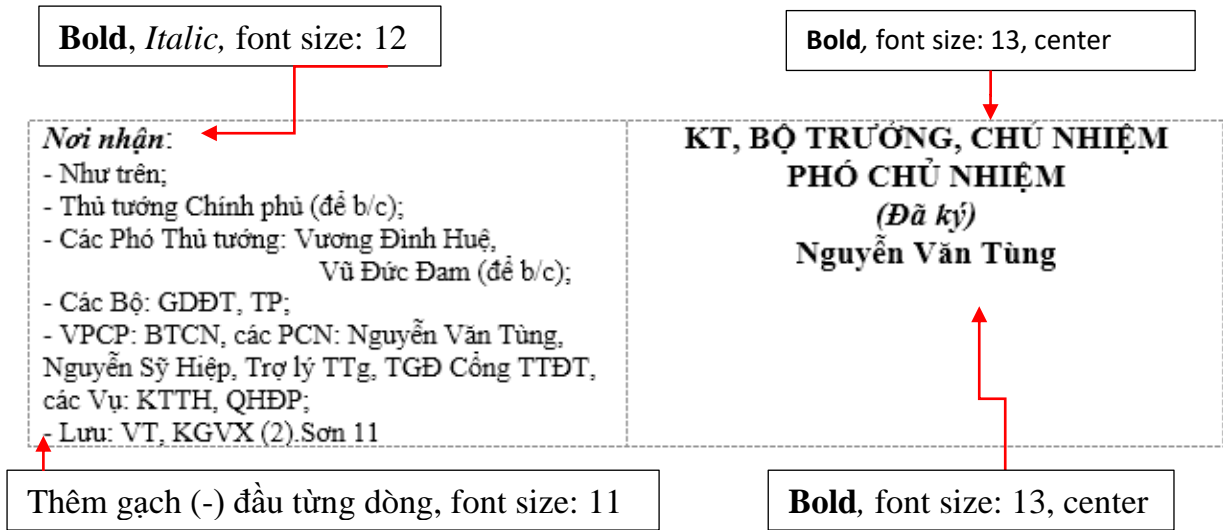 Bold, Italic, font size: 12
Bold, font size: 13, center
Nơi nhận:
- Như trên;
- Thủ tướng Chính phủ (để b/c);
- Các Phó Thủ tướng: Vương Đình Huệ,
Vũ Đức Đam (để b/c);
- Các Bộ: GDĐT, TP;
- VPCP: BTCN, các PCN: Nguyễn Văn Tùng,
Nguyễn Sỹ Hiệp, Trợ lý TTg, TGĐ Cổng TTĐT,
các Vụ: KTTH, QHĐP;
- Lưu: VT, KGVX (2).Sơn 11
KT, BỘ TRƯỞNG, CHỦ NHIỆM
PHÓ CHỦ NHIỆM
(Đã ký)
Nguyễn Văn Tùng
Thêm gạch (-) đầu từng dòng, font size: 11
Bold, font size: 13, center